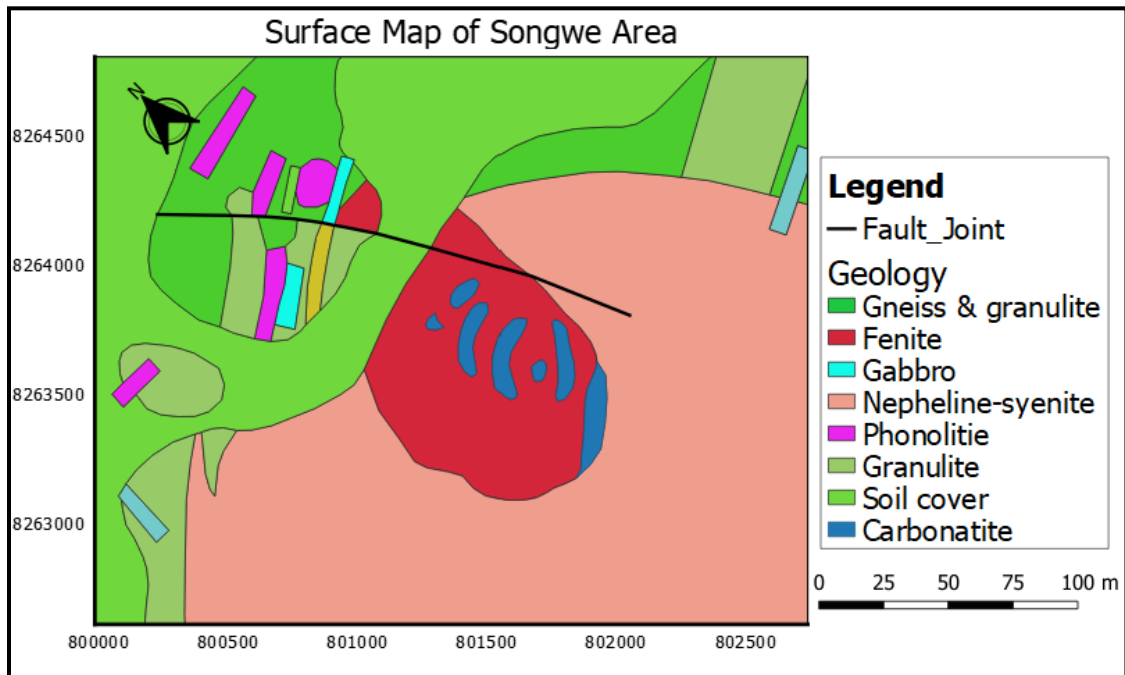 Surface Map of Songwe Area
N
8264500
8264000
8263500
8263000
800000 800500 801000 801500 802000 802500
Legend
Fault_Joint
Geology
Gneiss & granulite
Fenite
Gabbro
Nepheline-syenite
Phonolitie
Granulite
Soil cover
Carbonatite
0 25 50 75 100 m